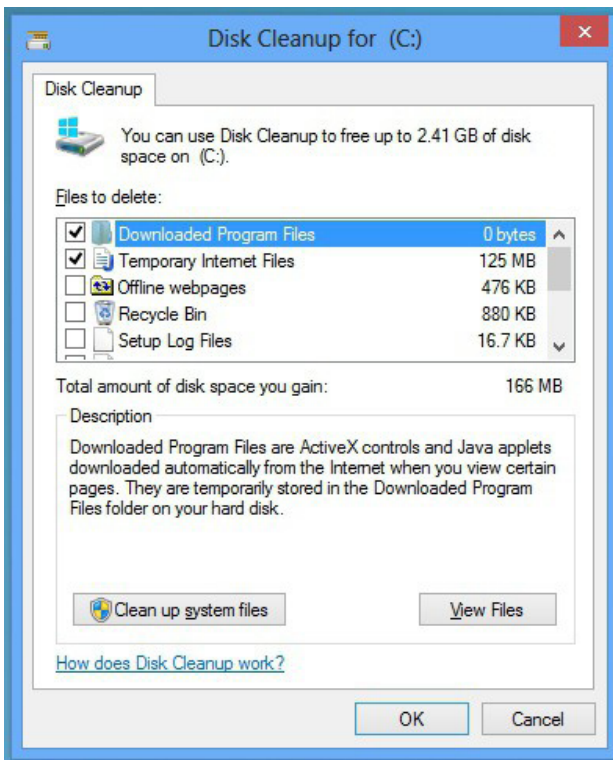 Disk Cleanup for (C:)
Disk Cleanup
You can use Disk Cleanup to free up to 2.41 GB of disk
space on (C:).
Files to delete:
Downloaded Program Files 0 bytes
Temporary Internet Files 125 MB
Offline webpages 476 KB
Recycle Bin 880 KB
Setup Log Files 16.7 KB
Total amount of disk space you gain: 166 MB
Description
Downloaded Program Files are ActiveX controls and Java applets
downloaded automatically from the Internet when you view certain
pages. They are temporarily stored in the Downloaded Program
Files folder on your hard disk.
Clean up system files View Files
How does Disk Cleanup work?
OK Cancel